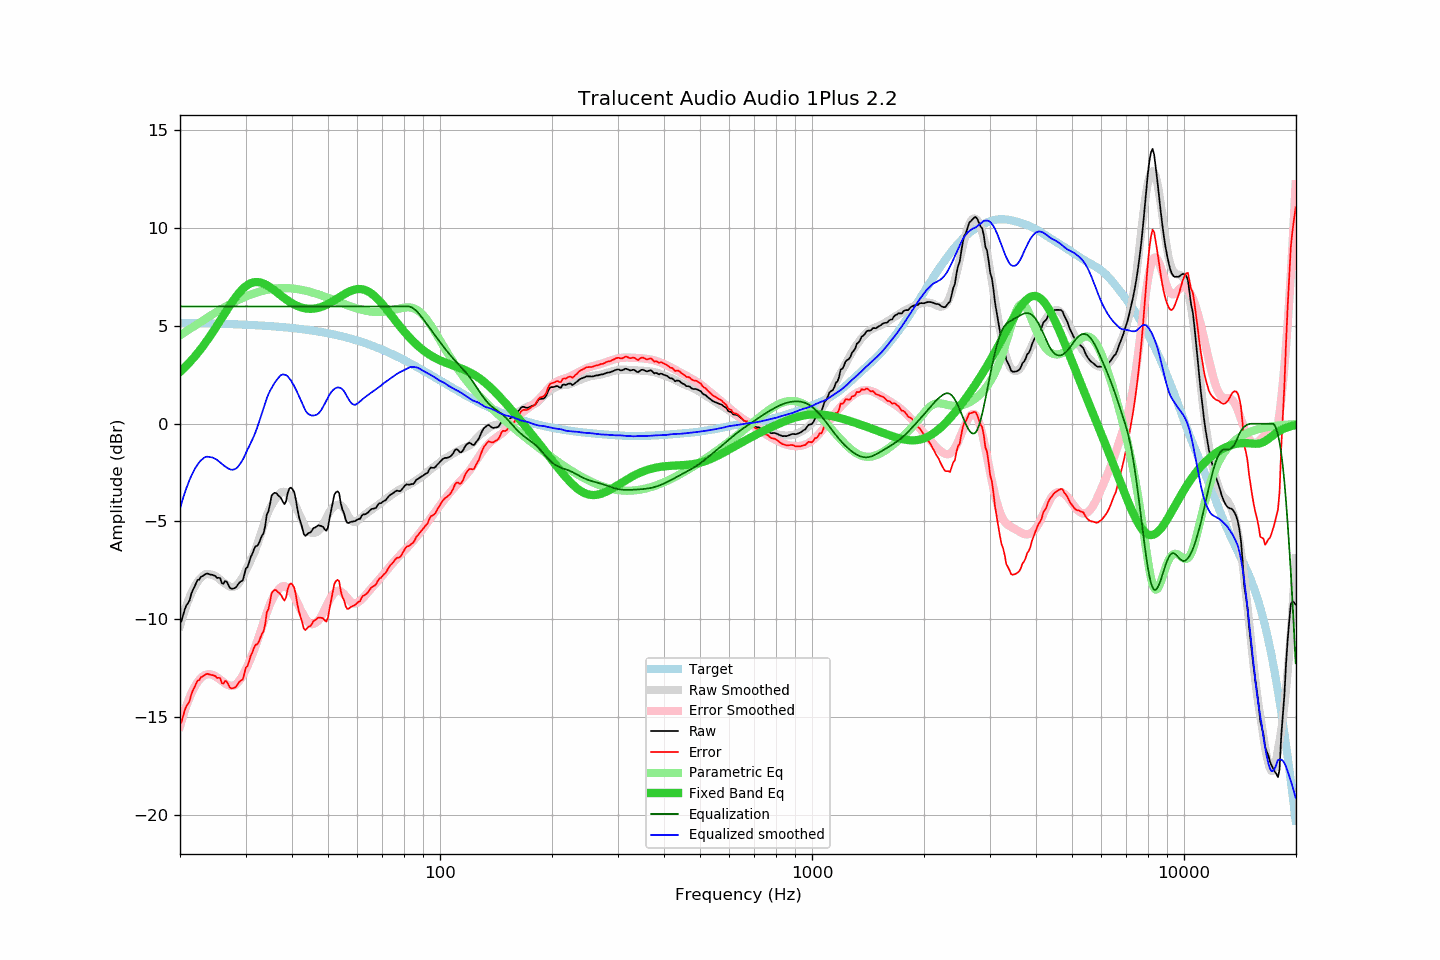 Tralucent Audio Audio 1Plus 2.2
15
10
5
0
−5
−10
−15
−20
Amplitude (dBr)
Target
Raw Smoothed
Error Smoothed
Raw
Error
Parametric Eq
Fixed Band Eq
Equalization
Equalized smoothed
100 1000 10000
Frequency (Hz)